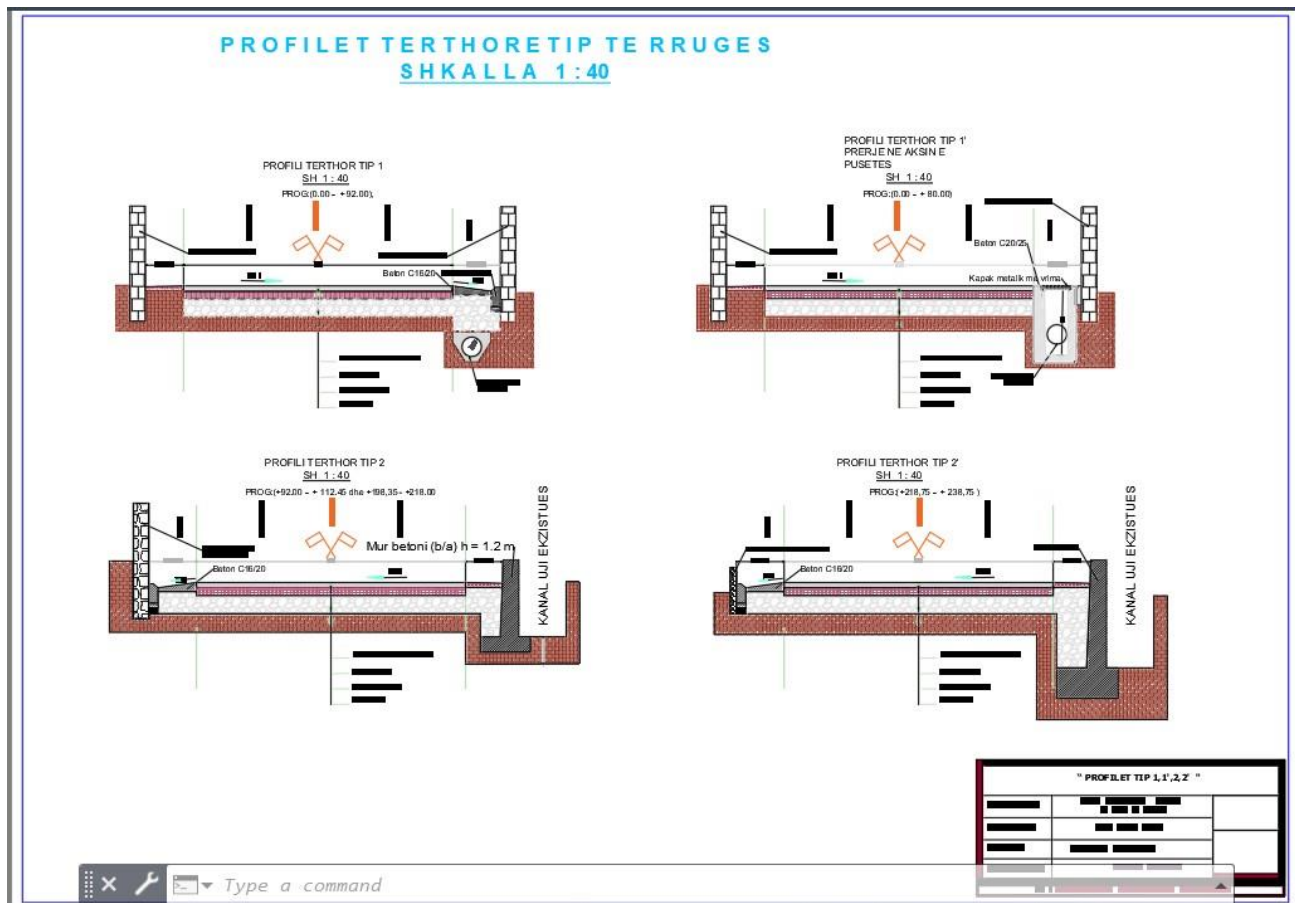 PROFILET TERTHORETIP TE RRUGES
SHKALLA 1:40
PROFILI TERTHOR TIP 1
SH 1:40
PROG:(0.00 - +92.00),
Beton C16/20
PROFILI TERTHOR TIP 1'
PRERJE NE AKSIN E
PUSETES
SH 1:40
PROG:(0.00 - +80.00)
Beton C20/25
Kapak metalik me vrima
PROFILI TERTHOR TIP 2
SH 1:40
PROG:(+92.00 - +112.45 dhe +198,35- +218.00
Mur betoni (b/a) h = 1.2 m
Beton C16/20
KANAL UJI EKZISTUES
PROFILI TERTHOR TIP 2'
SH 1:40
PROG:(+218,75 - +238,75 )
Beton C16/20
KANAL UJI EKZISTUES
" PROFILET TIP 1,1',2,2' "
Type a command